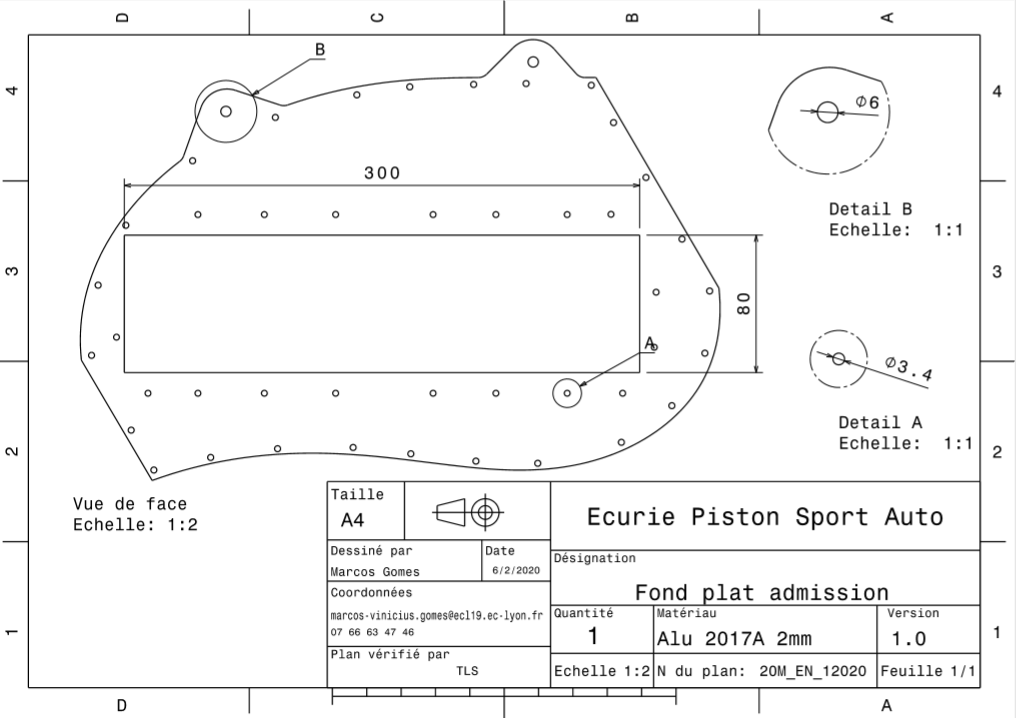 D C B A
B
4 4
Ø6
300
Detail B
Echelle: 1:1
3 3
80
A
Ø3.4
Detail A
Echelle: 1:1
2 2
Vue de face
Echelle: 1:2
Taille
A4
Ecurie Piston Sport Auto
Dessiné par
Marcos Gomes
Date
6/2/2020
Désignation
Fond plat admission
Coordonnées
marcos-vinicius.gomes@ecl19.ec-lyon.fr
07 66 63 47 46
Quantité
1
Matériau
Alu 2017A 2mm
Version
1.0
1 1
Plan vérifié par
TLS
Echelle 1:2
N du plan: 20M_EN_12020
Feuille 1/1
D A